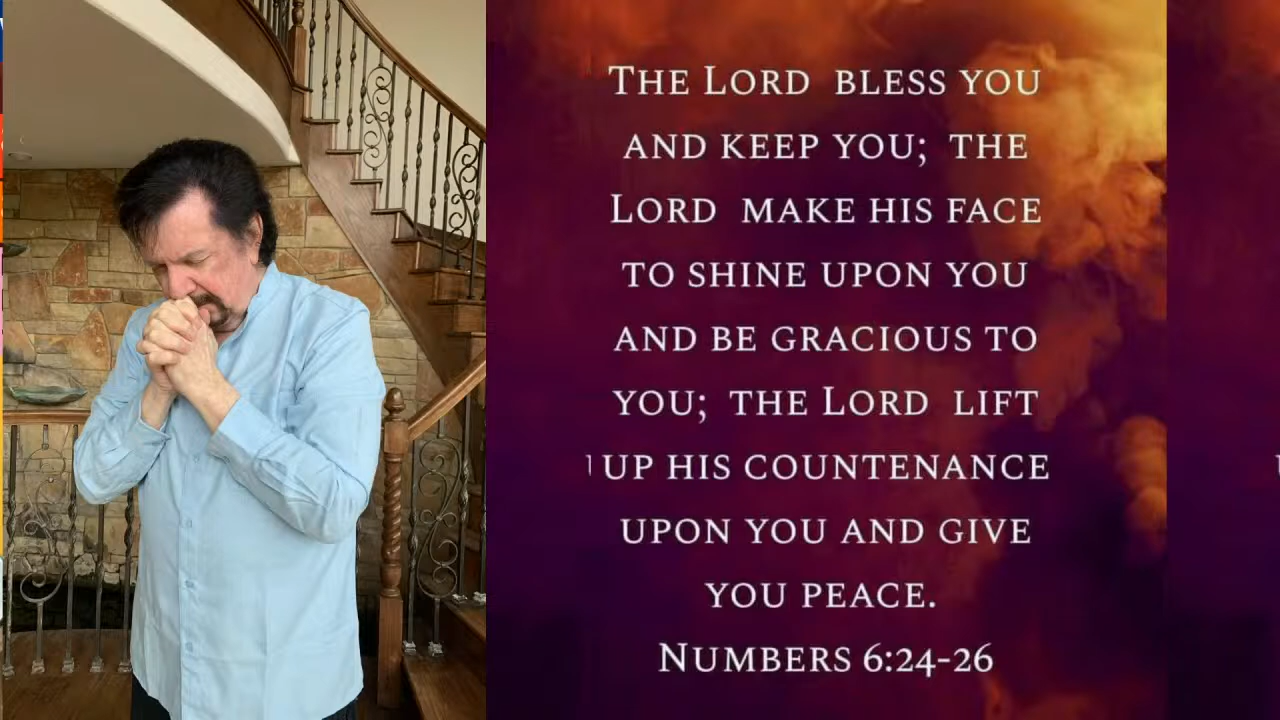 THE LORD BLESS YOU
AND KEEP YOU; THE
LORD MAKE HIS FACE
TO SHINE UPON YOU
AND BE GRACIOUS TO
YOU; THE LORD LIFT
UP HIS COUNTENANCE
UPON YOU AND GIVE
YOU PEACE.
NUMBERS 6:24-26